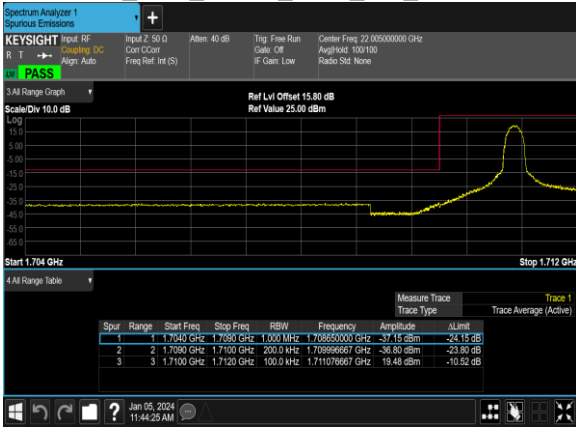 Spectrum Analyzer 1
Spurious Emissions
KEYSIGHT Input: RF Input Z: 50 Ω Atten: 40 dB Trig: Free Run Center Freq: 22.005000000 GHz
R T Coupling: DC Corr CCorr Gate: Off Avg|Hold: 100/100
Align: Auto Freq Ref: Int (S) IF Gain: Low Radio Std: None
PASS
3 All Range Graph
Ref Lvl Offset 15.80 dB
Scale/Div 10.0 dB Ref Value 25.00 dBm
Log
15.0
5.00
-5.00
-15.0
-25.0
-35.0
-45.0
-55.0
-65.0
Start 1.704 GHz Stop 1.712 GHz
4 All Range Table
Measure Trace Trace 1
Trace Type Trace Average (Active)
Spur Range Start Freq Stop Freq RBW Frequency Amplitude ΔLimit
1 1 1.7040 GHz 1.7090 GHz 1.000 MHz 1.708650000 GHz -37.15 dBm -24.15 dB
2 2 1.7090 GHz 1.7100 GHz 200.0 kHz 1.709996667 GHz -36.80 dBm -23.80 dB
3 3 1.7100 GHz 1.7120 GHz 100.0 kHz 1.711076667 GHz 19.48 dBm -10.52 dB
? Jan 05, 2024
11:44:25 AM